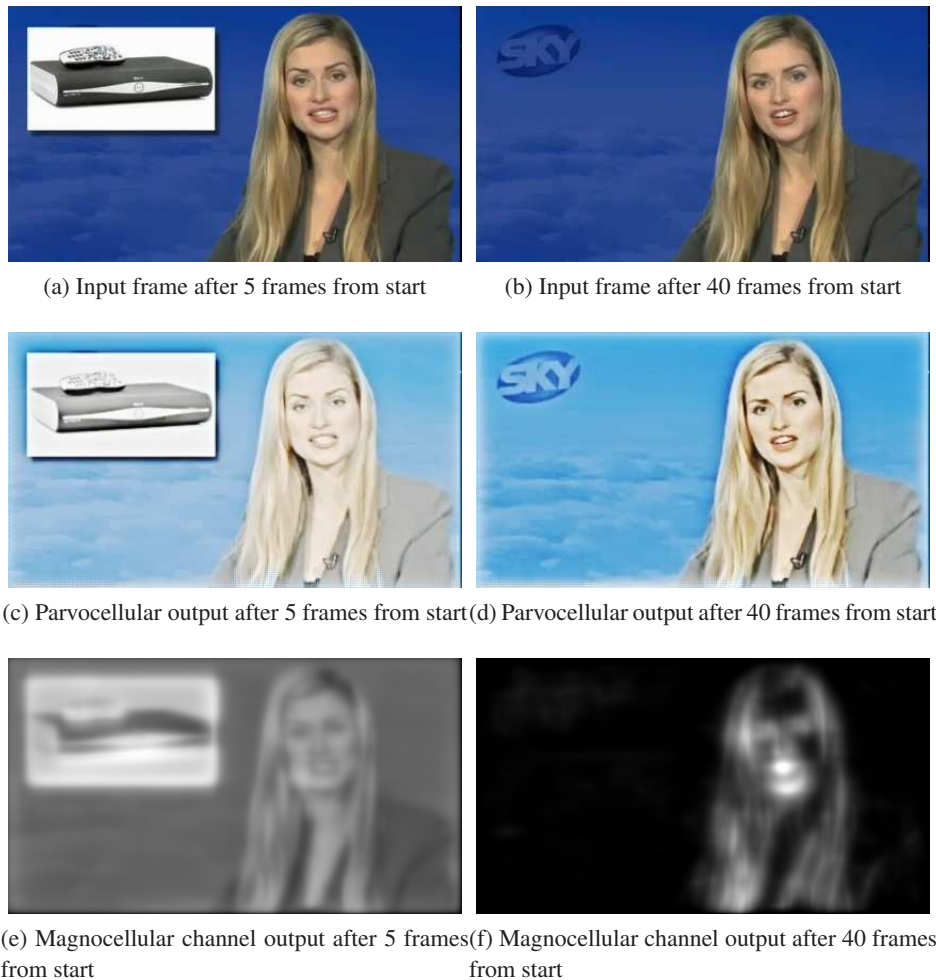 SKY
(a) Input frame after 5 frames from start
(b) Input frame after 40 frames from start
SKY
(c) Parvocellular output after 5 frames from start
(d) Parvocellular output after 40 frames from start
(e) Magnocellular channel output after 5 frames
from start
(f) Magnocellular channel output after 40 frames
from start